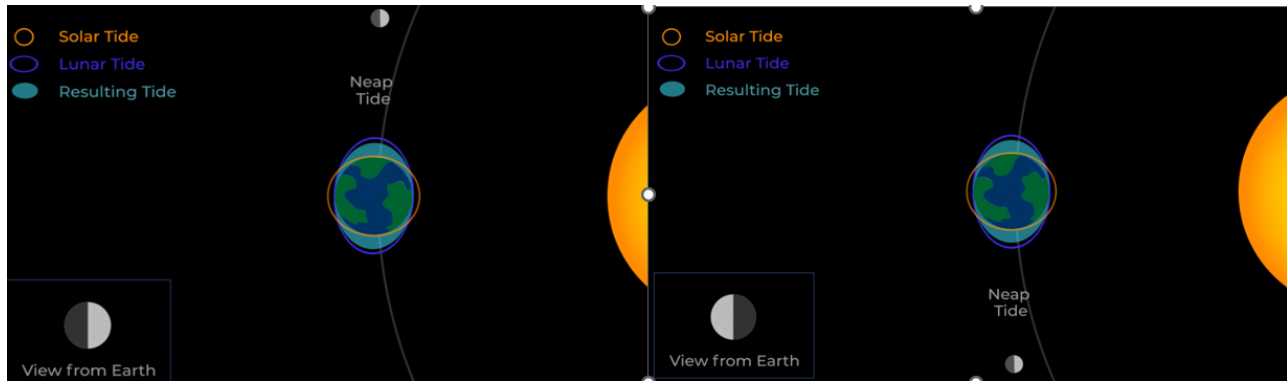 Solar Tide
Lunar Tide
Resulting Tide
Neap
Tide
View from Earth
Solar Tide
Lunar Tide
Resulting Tide
Neap
Tide
View from Earth